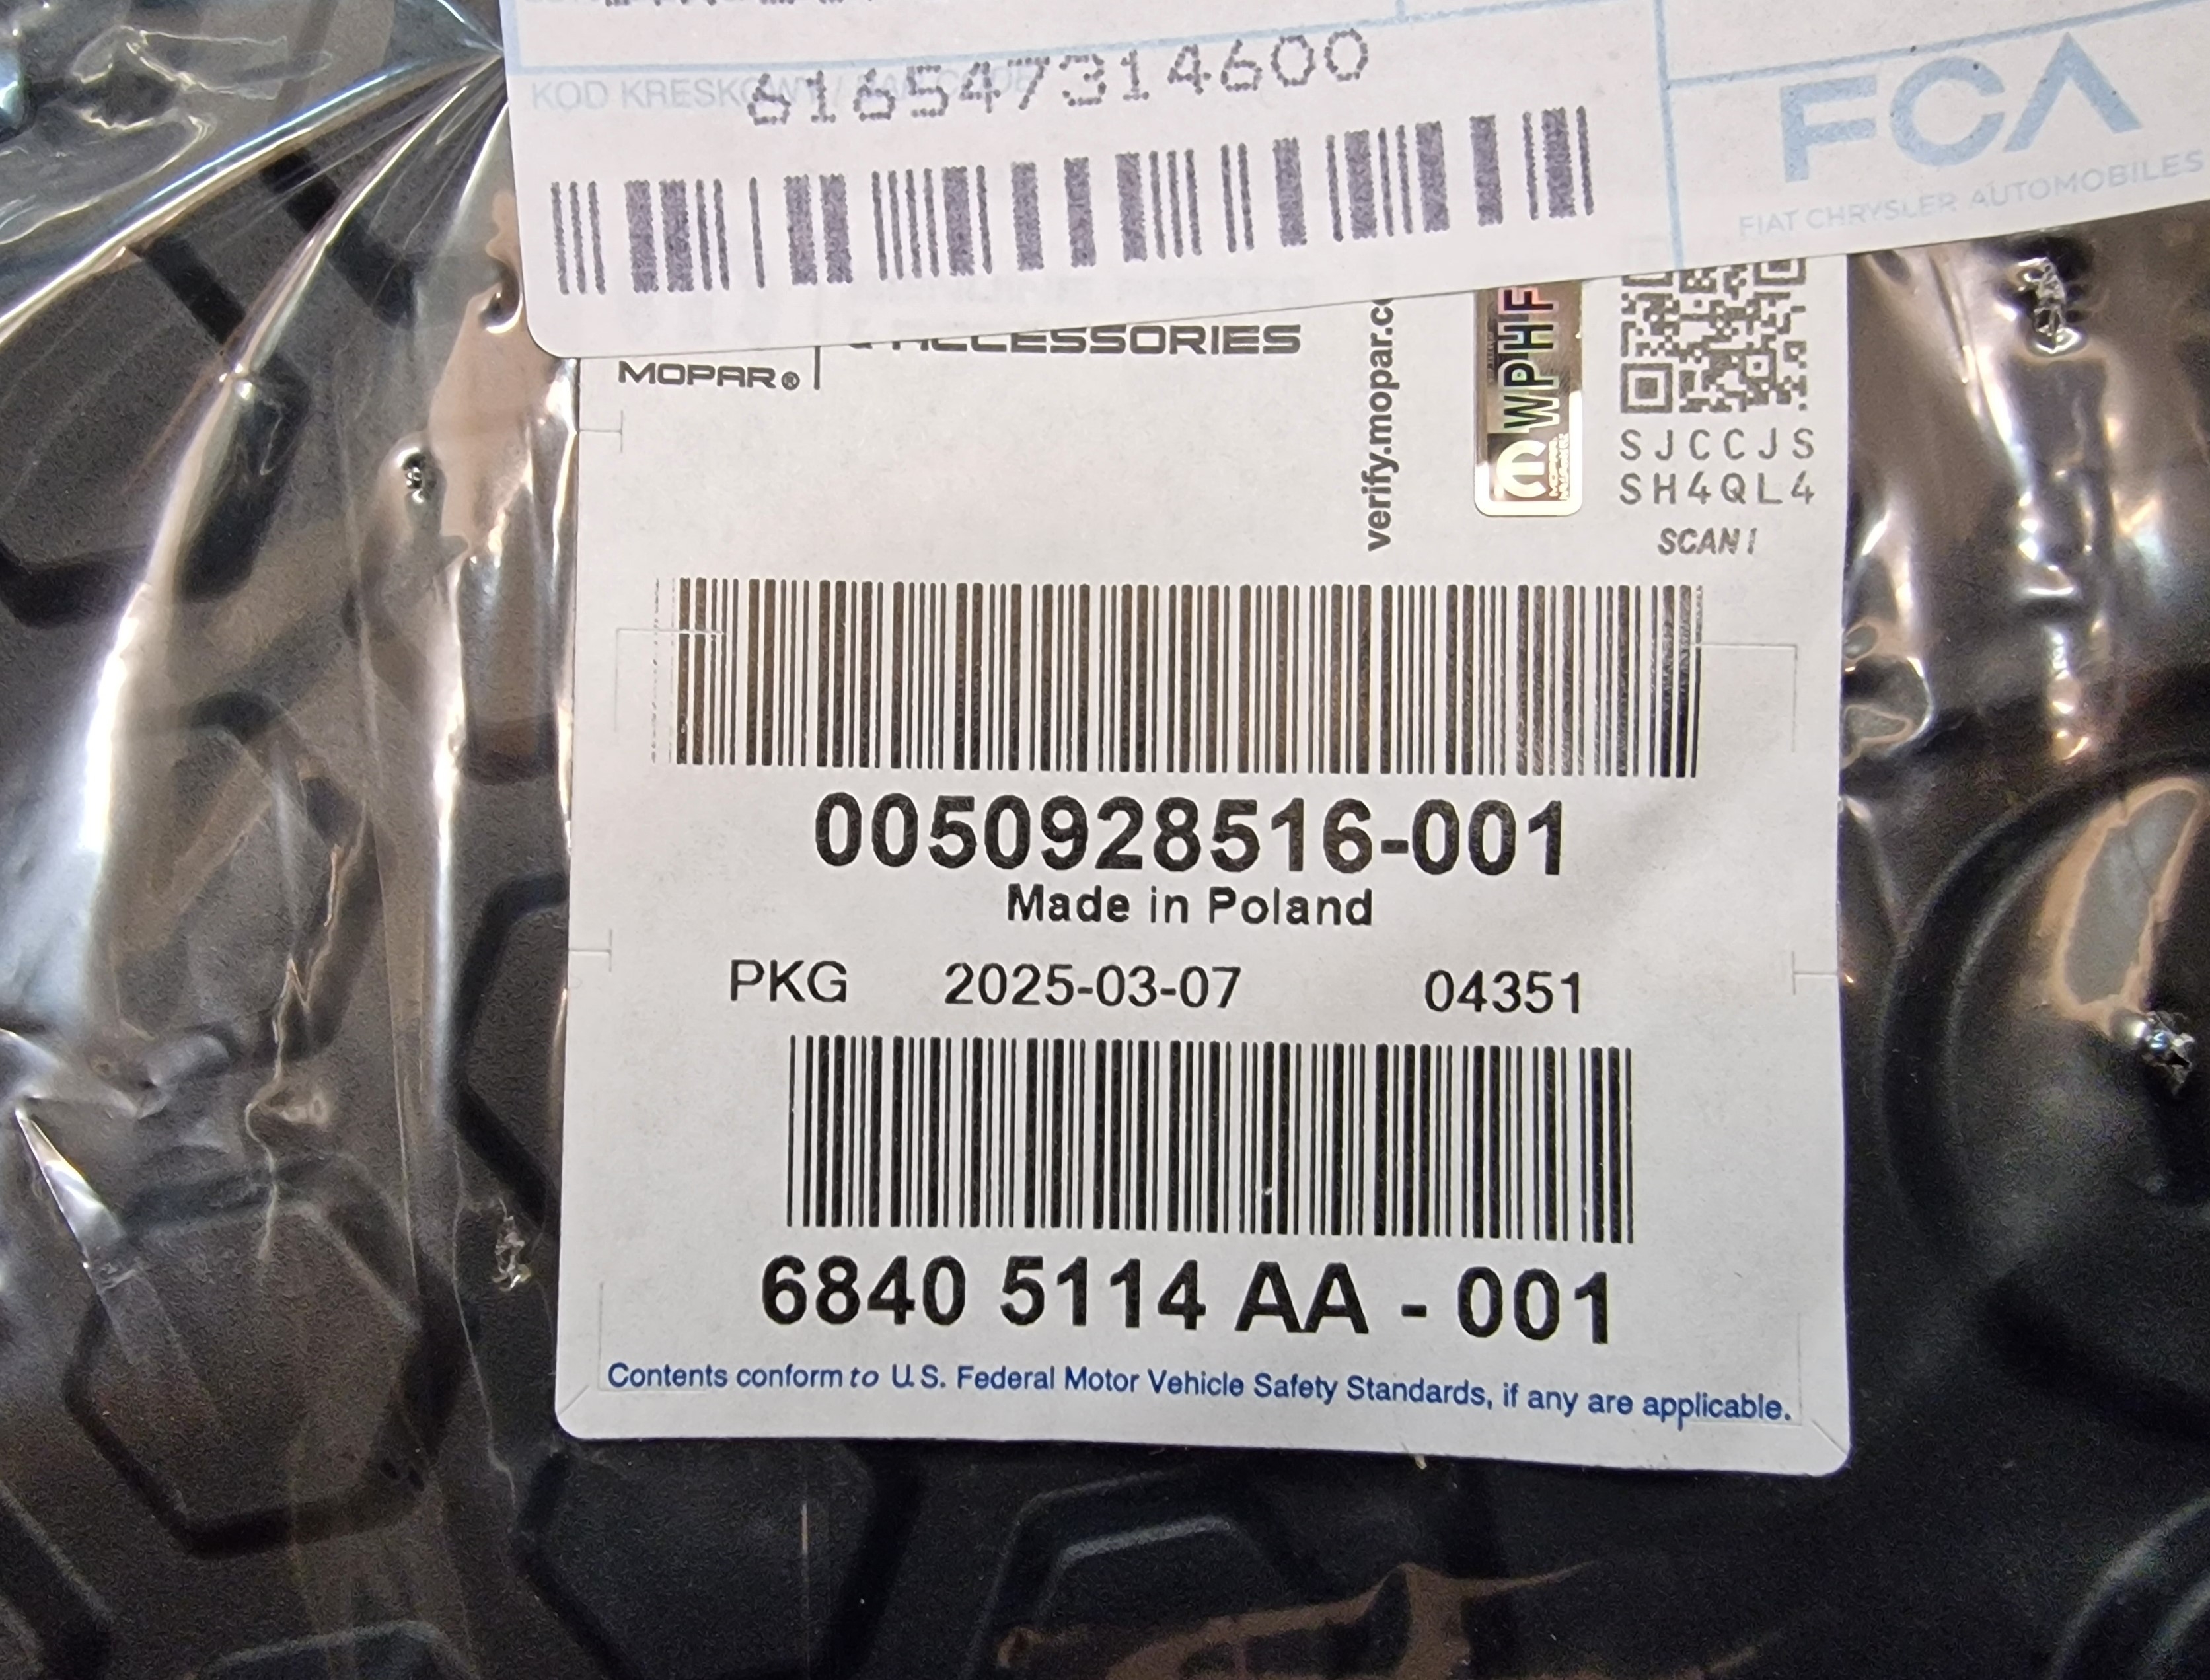 616547314600
KOD KRESKOWY /
FCA
FIAT CHRYSLER AUTOMOBILES
ACCESSORIES
MOPAR®
verify.mopar.c
WPHF
SJCCJS
SH4QL4
SCAN!
0050928516-001
Made in Poland
PKG 2025-03-07 04351
6840 5114 AA - 001
Contents conform to U.S. Federal Motor Vehicle Safety Standards, if any are applicable.